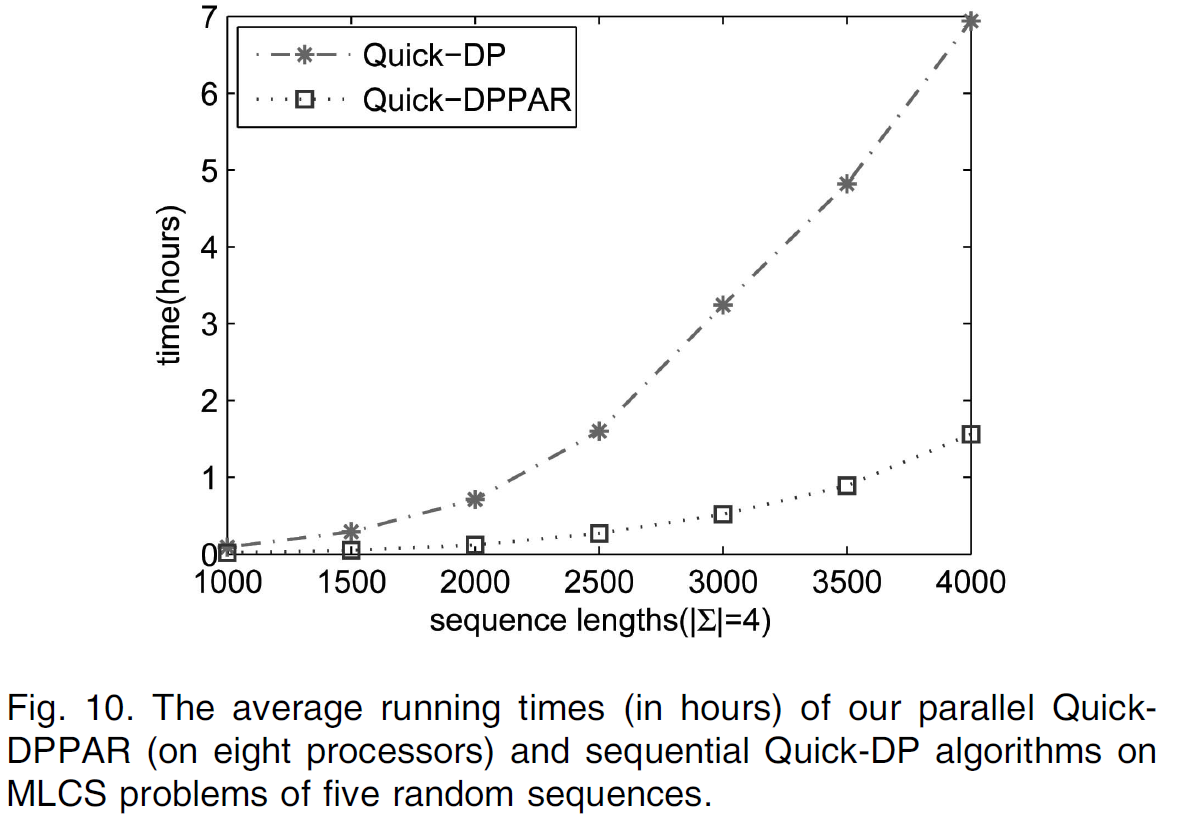 7
6
5
4
3
2
1
0
time(hours)
Quick−DP
Quick−DPPAR
1000 1500 2000 2500 3000 3500 4000
sequence lengths(|Σ|=4)
Fig. 10. The average running times (in hours) of our parallel Quick-
DPPAR (on eight processors) and sequential Quick-DP algorithms on
MLCS problems of five random sequences.